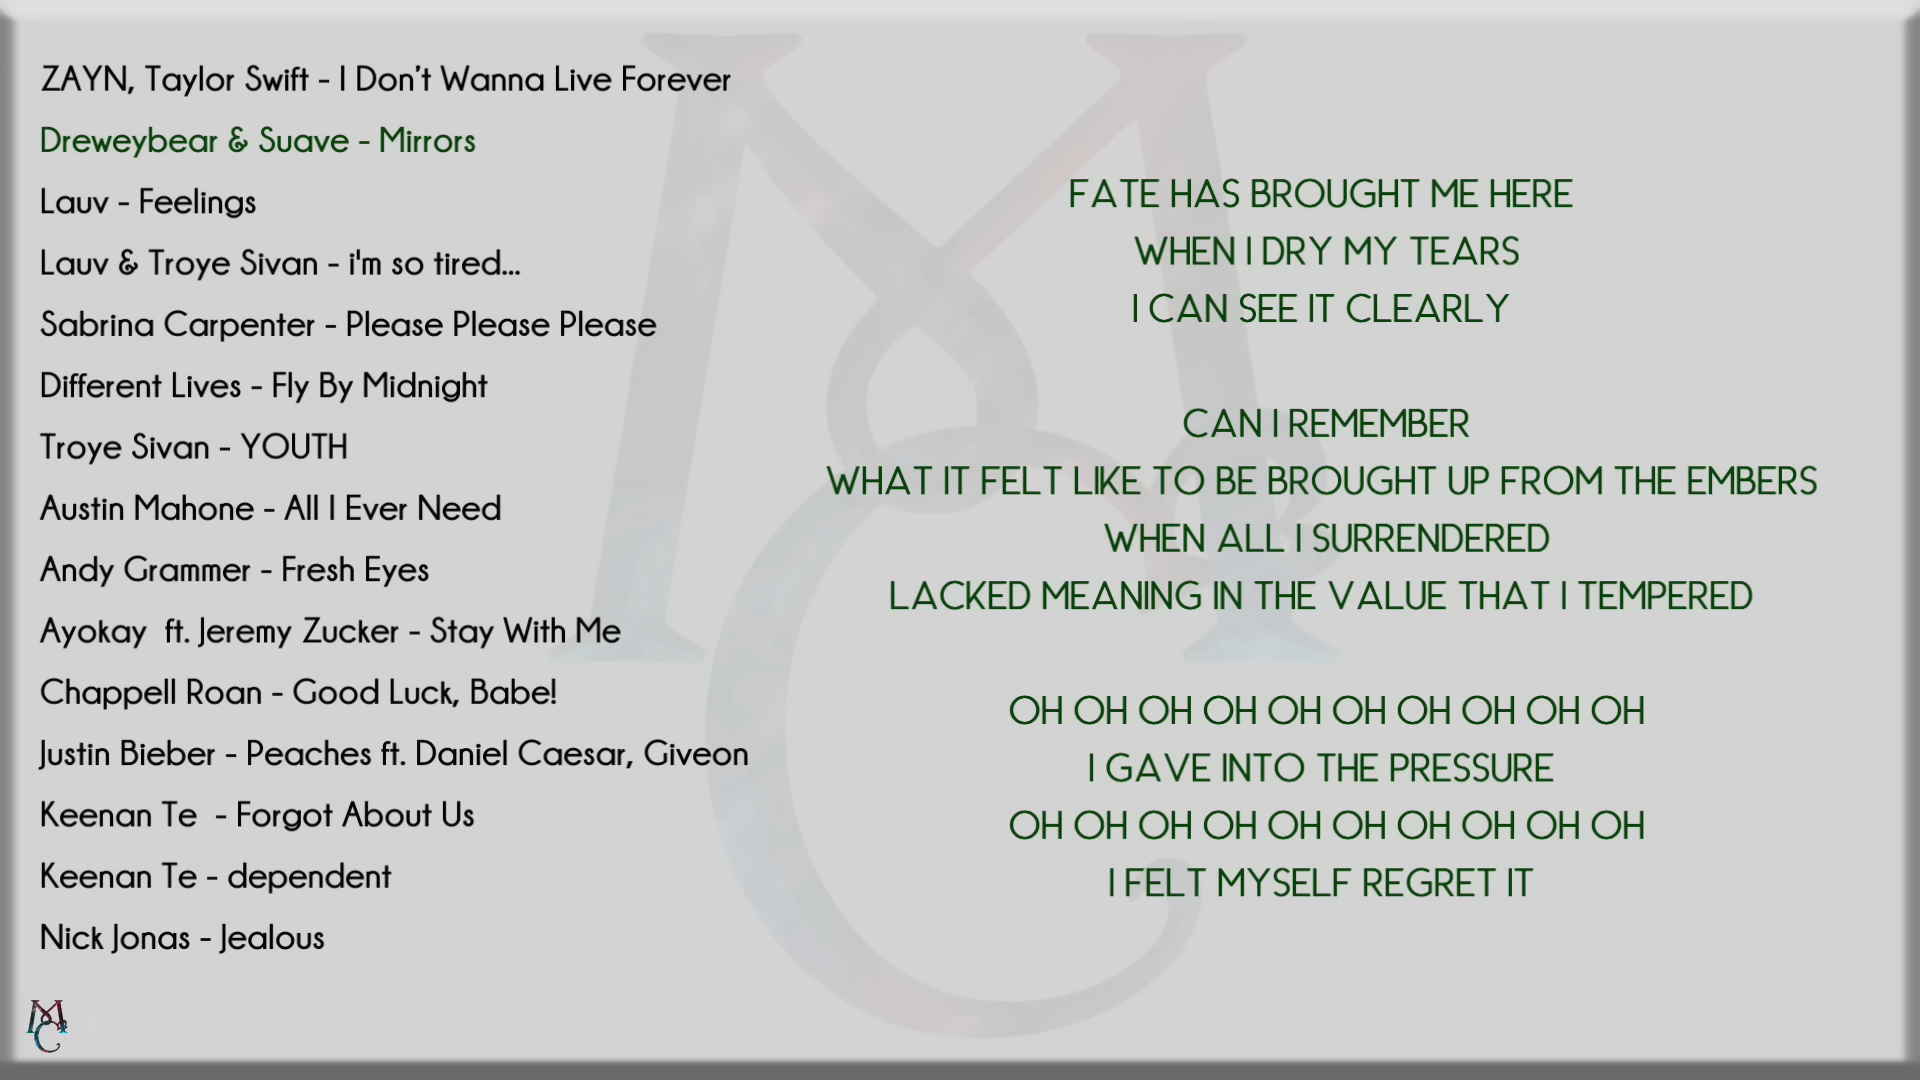 ZAYN, Taylor Swift - I Don't Wanna Live Forever
Dreweybear & Suave - Mirrors
Lauv - Feelings
Lauv & Troye Sivan - i'm so tired...
Sabrina Carpenter - Please Please Please
Different Lives - Fly By Midnight
Troye Sivan - YOUTH
Austin Mahone - All I Ever Need
Andy Grammer - Fresh Eyes
Ayokay  ft. Jeremy Zucker - Stay With Me
Chappell Roan - Good Luck, Babe!
Justin Bieber - Peaches ft. Daniel Caesar, Giveon
Keenan Te  - Forgot About Us
Keenan Te - dependent
Nick Jonas - Jealous
FATE HAS BROUGHT ME HERE
WHEN I DRY MY TEARS
I CAN SEE IT CLEARLY
CAN I REMEMBER
WHAT IT FELT LIKE TO BE BROUGHT UP FROM THE EMBERS
WHEN ALL I SURRENDERED
LACKED MEANING IN THE VALUE THAT I TEMPERED
OH OH OH OH OH OH OH OH OH OH
I GAVE INTO THE PRESSURE
OH OH OH OH OH OH OH OH OH OH
I FELT MYSELF REGRET IT